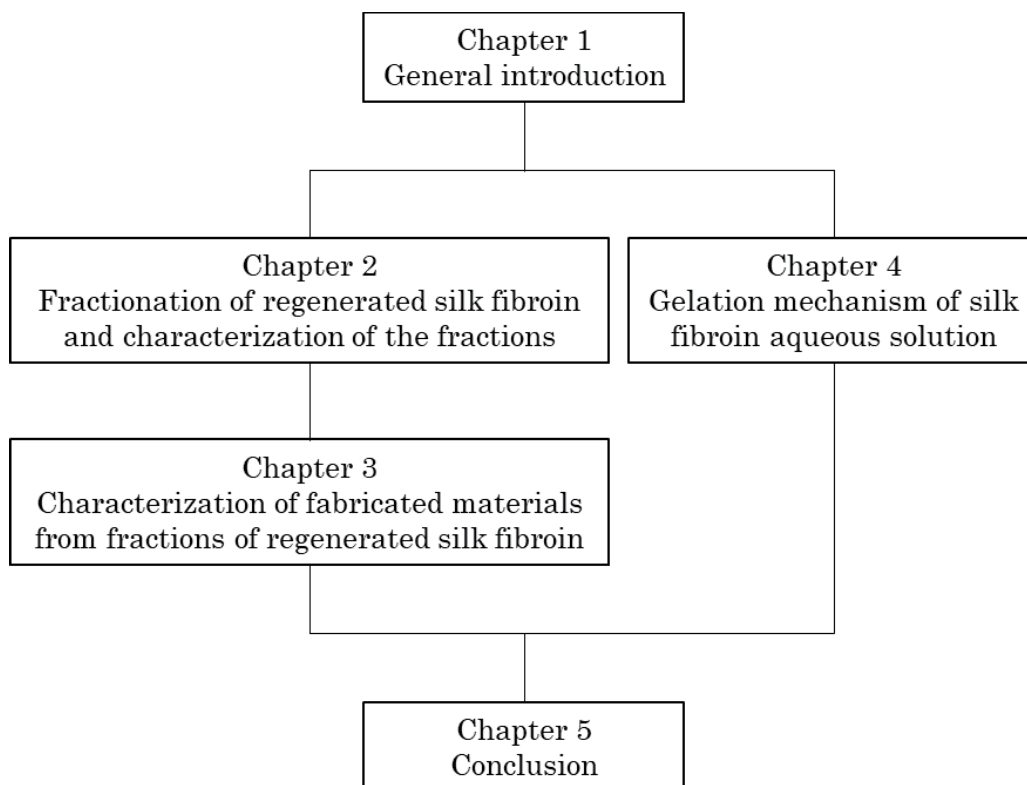 Chapter 1
General introduction
Chapter 2
Fractionation of regenerated silk fibroin
and characterization of the fractions
Chapter 4
Gelation mechanism of silk
fibroin aqueous solution
Chapter 3
Characterization of fabricated materials
from fractions of regenerated silk fibroin
Chapter 5
Conclusion